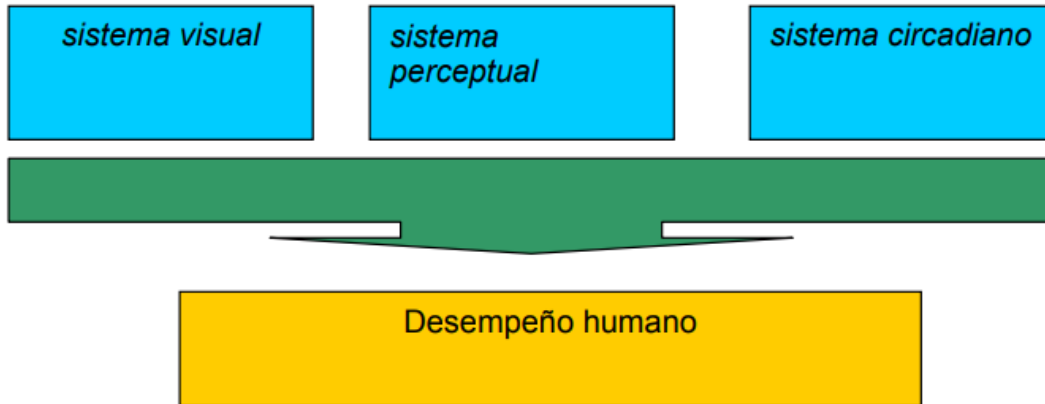 sistema visual
sistema
perceptual
sistema circadiano
Desempeño humano